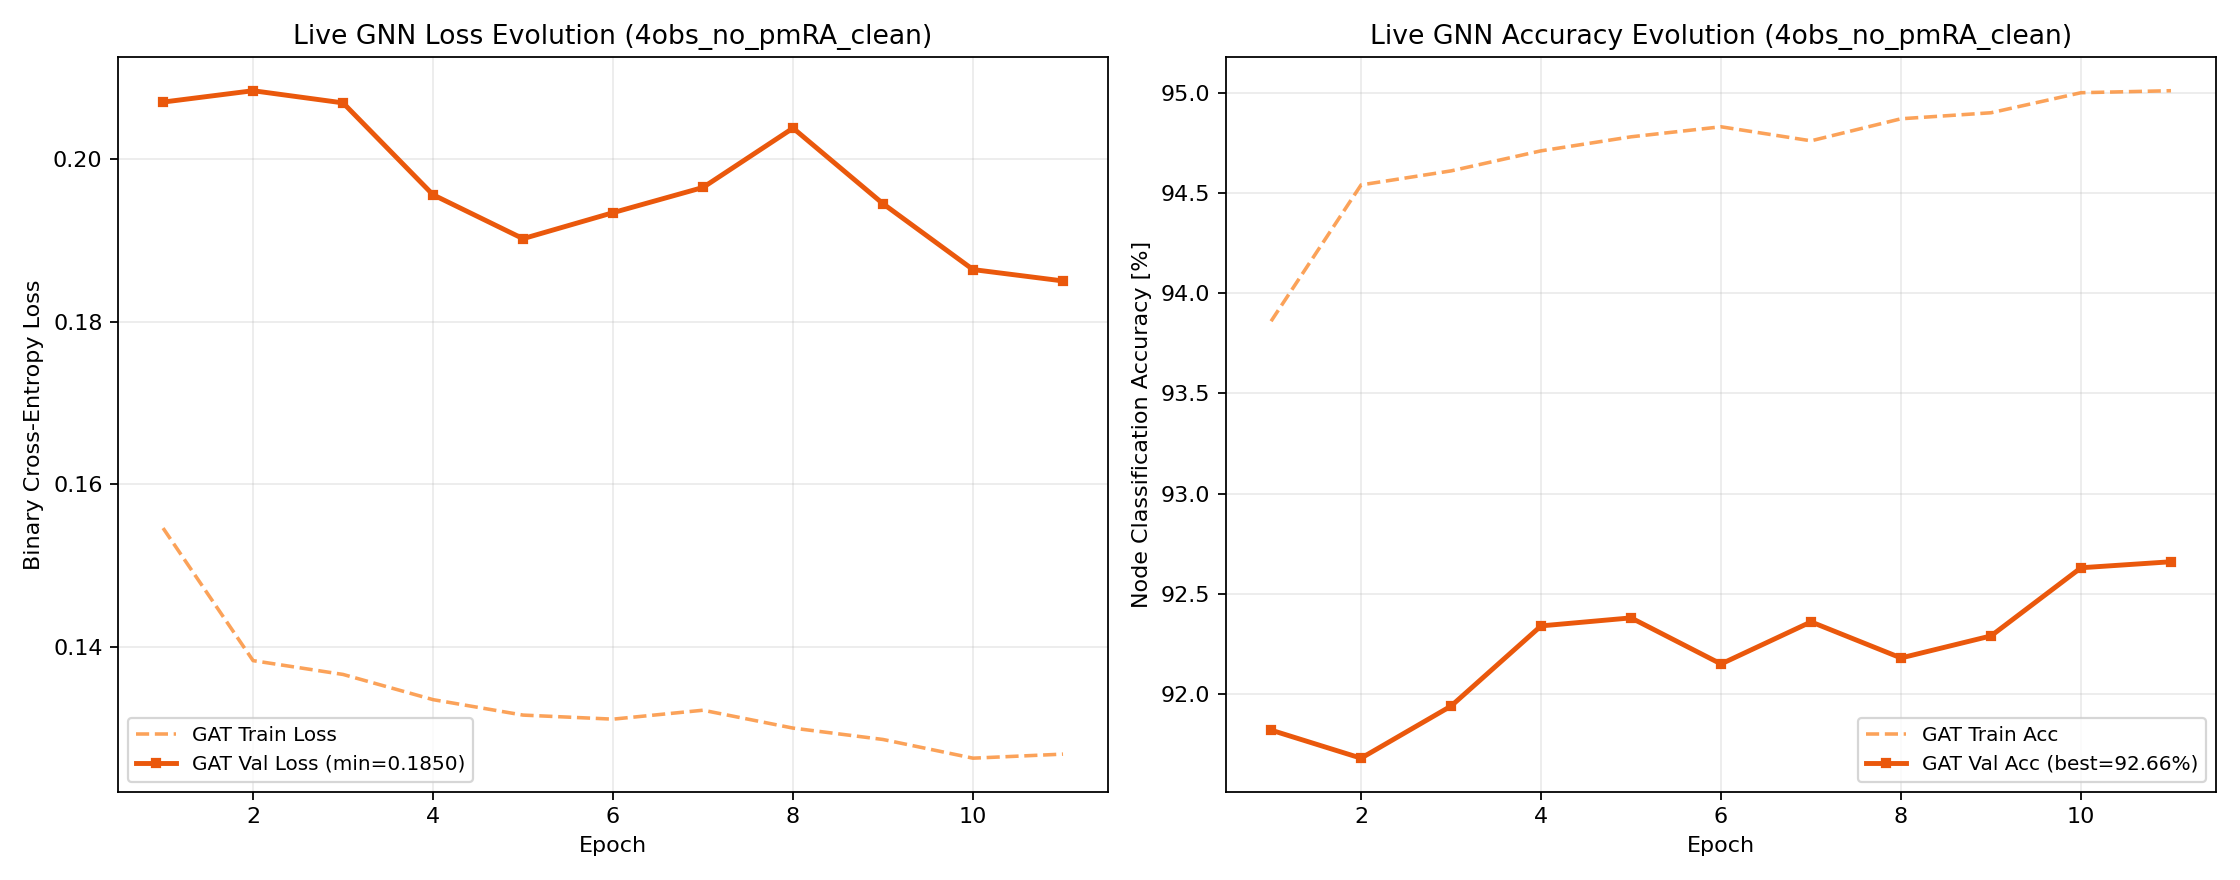 Live GNN Loss Evolution (4obs_no_pmRA_clean)
Binary Cross-Entropy Loss
0.20
0.18
0.16
0.14
GAT Train Loss
GAT Val Loss (min=0.1850)
2 4 6 8 10
Epoch
Live GNN Accuracy Evolution (4obs_no_pmRA_clean)
Node Classification Accuracy [%]
95.0
94.5
94.0
93.5
93.0
92.5
92.0
GAT Train Acc
GAT Val Acc (best=92.66%)
2 4 6 8 10
Epoch